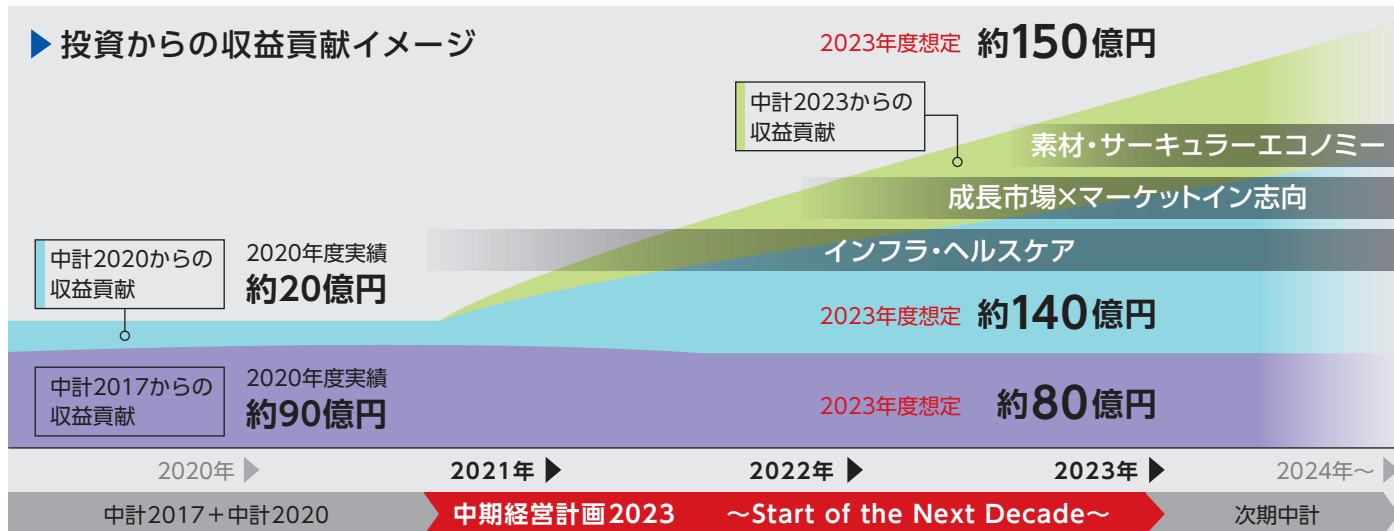 投資からの収益貢献イメージ
2023年度想定 約150億円
中計2023からの
収益貢献
素材・サーキュラーエコノミー
成長市場×マーケットイン志向
インフラ・ヘルスケア
中計2020からの
収益貢献
2020年度実績
約20億円
2023年度想定 約140億円
中計2017からの
収益貢献
2020年度実績
約90億円
2023年度想定 約80億円
2020年 2021年 2022年 2023年 2024年～
中計2017＋中計2020 中期経営計画2023 ～Start of the Next Decade～ 次期中計